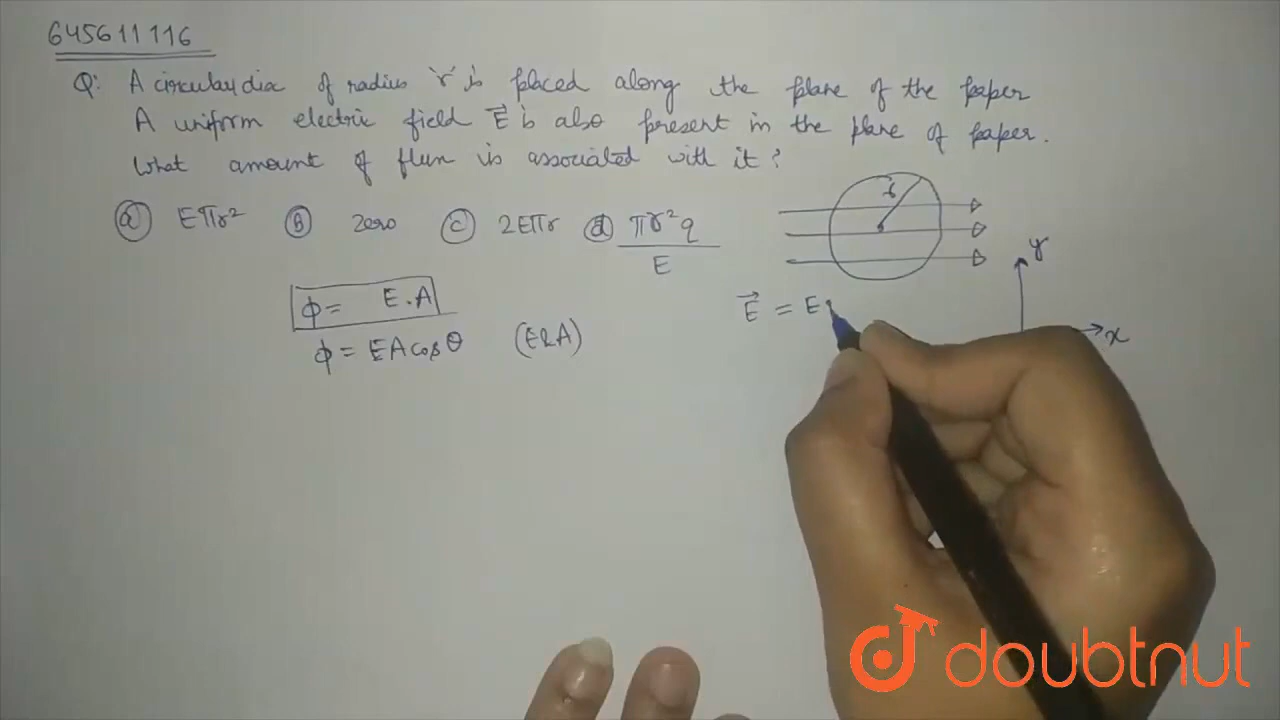 645611116
Q: A circular disc of radius 'r' is placed along the plane of the paper
A uniform electric field E⃗ is also present in the plane of paper.
What amount of flux is associated with it?
(a) Eπr² (B) Zero (C) 2Eπr (d) πr²q/E
r
Y
ϕ = E.A
E⃗ = E
ϕ = EA cosθ (E&A)
x
doubtnut